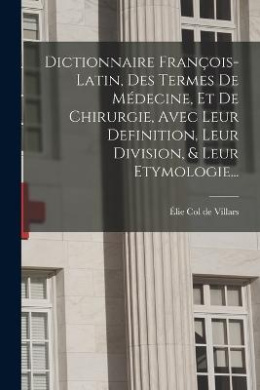 Dictionnaire François-
Latin, Des Termes De
Médecine, Et De
Chirurgie, Avec Leur
Definition, Leur
Division, & Leur
Etymologie...
Élie Col de Villars